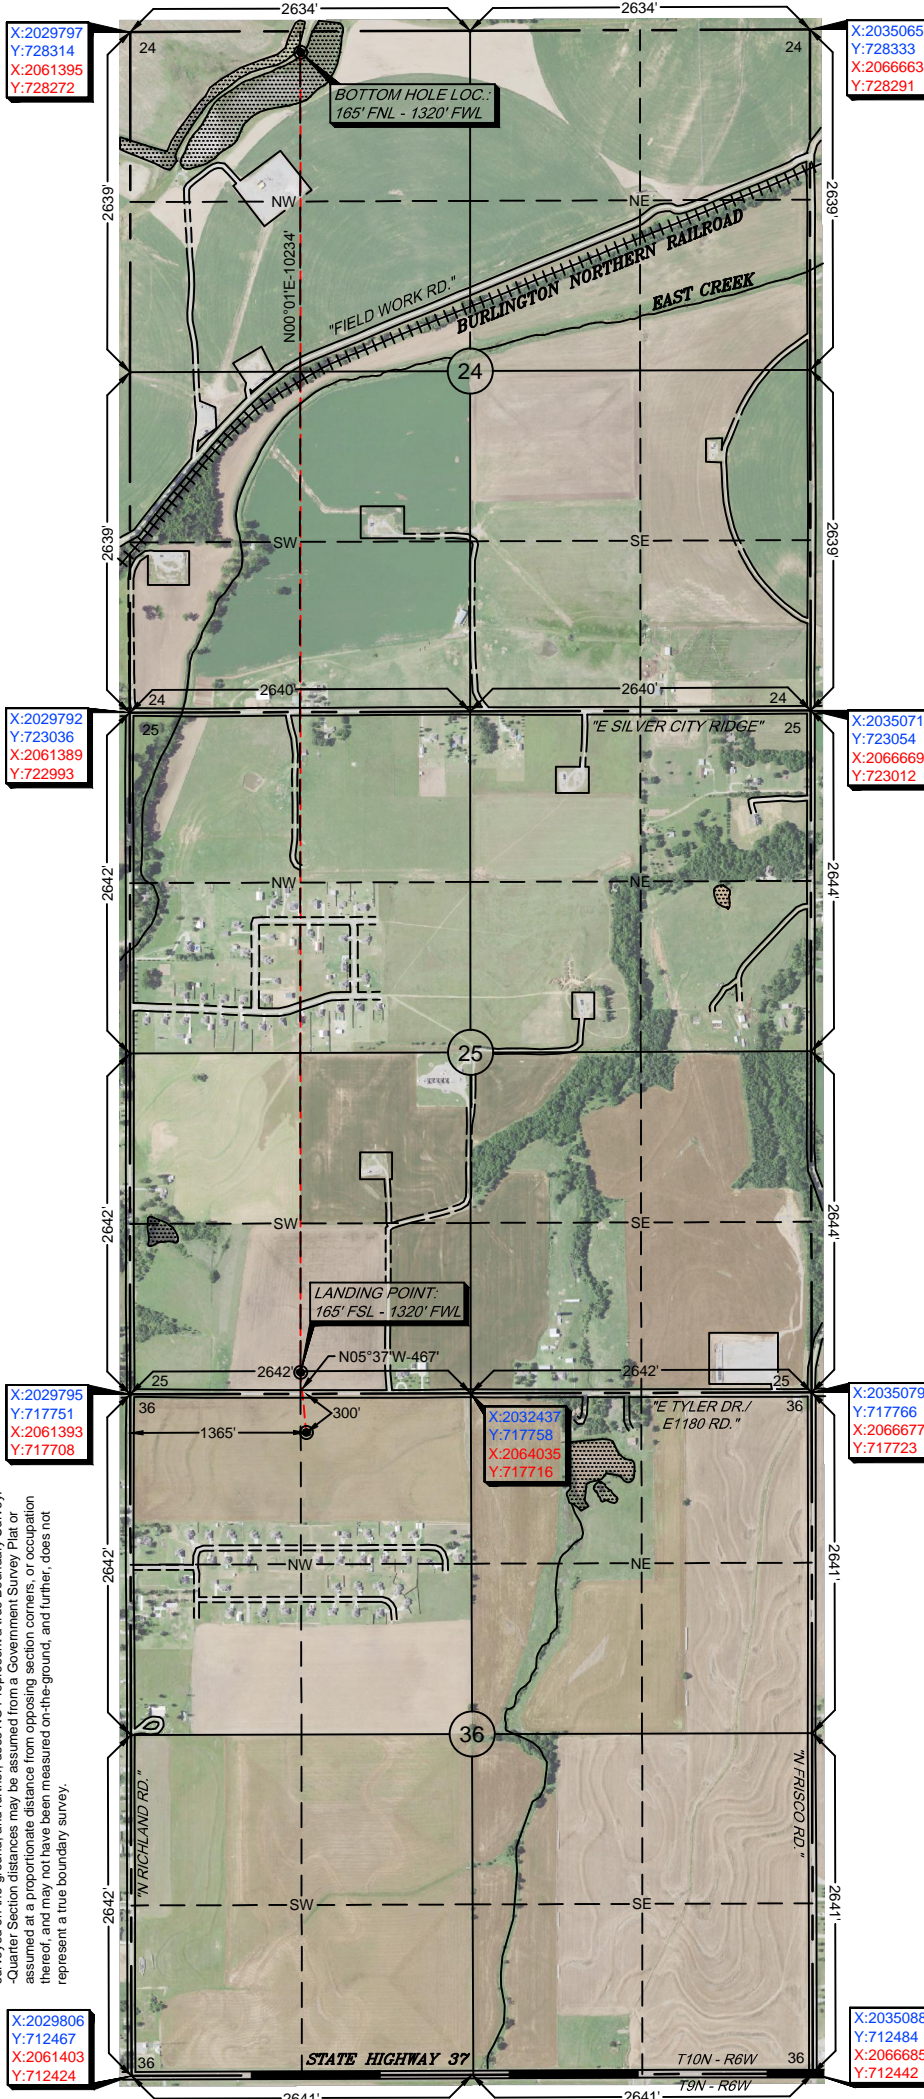 2634'
2634'
X:2029797
Y:728314
X:2061395
Y:728272
24
24
X:2035065
Y:728333
X:2066663
Y:728291
BOTTOM HOLE LOC.:
165' FNL - 1320' FWL
2639'
2639'
NW
NE
N00°01'E-10234'
"FIELD WORK RD."
BURLINGTON NORTHERN RAILROAD
EAST CREEK
24
2639'
2639'
SW
SE
2640'
2640'
24
24
X:2029792
Y:723036
X:2061389
Y:722993
25
"E SILVER CITY RIDGE"
25
X:2035071
Y:723054
X:2066669
Y:723012
2642'
2644'
NW
NE
25
2642'
2644'
SW
SE
LANDING POINT:
165' FSL - 1320' FWL
N05°37'W-467'
25
2642'
2642'
25
X:2029795
Y:717751
X:2061393
Y:717708
36
1365'
300'
X:2032437
Y:717758
X:2064035
Y:717716
"E TYLER DR./
E1180 RD."
36
X:2035079
Y:717766
X:2066677
Y:717723
-Quarter Section distances may be assumed from a Government Survey Plat or
assumed at a proportionate distance from opposing section corners, or occupation
thereof, and may not have been measured on-the-ground, and further, does not
represent a true boundary survey.
2642'
2641'
NW
NE
36
"N RICHLAND RD."
"N FRISCO RD."
2642'
2641'
SW
SE
X:2029806
Y:712467
X:2061403
Y:712424
36
STATE HIGHWAY 37
T10N - R6W
T9N - R6W
36
X:2035088
Y:712484
X:2066685
Y:712442
2641'
2641'